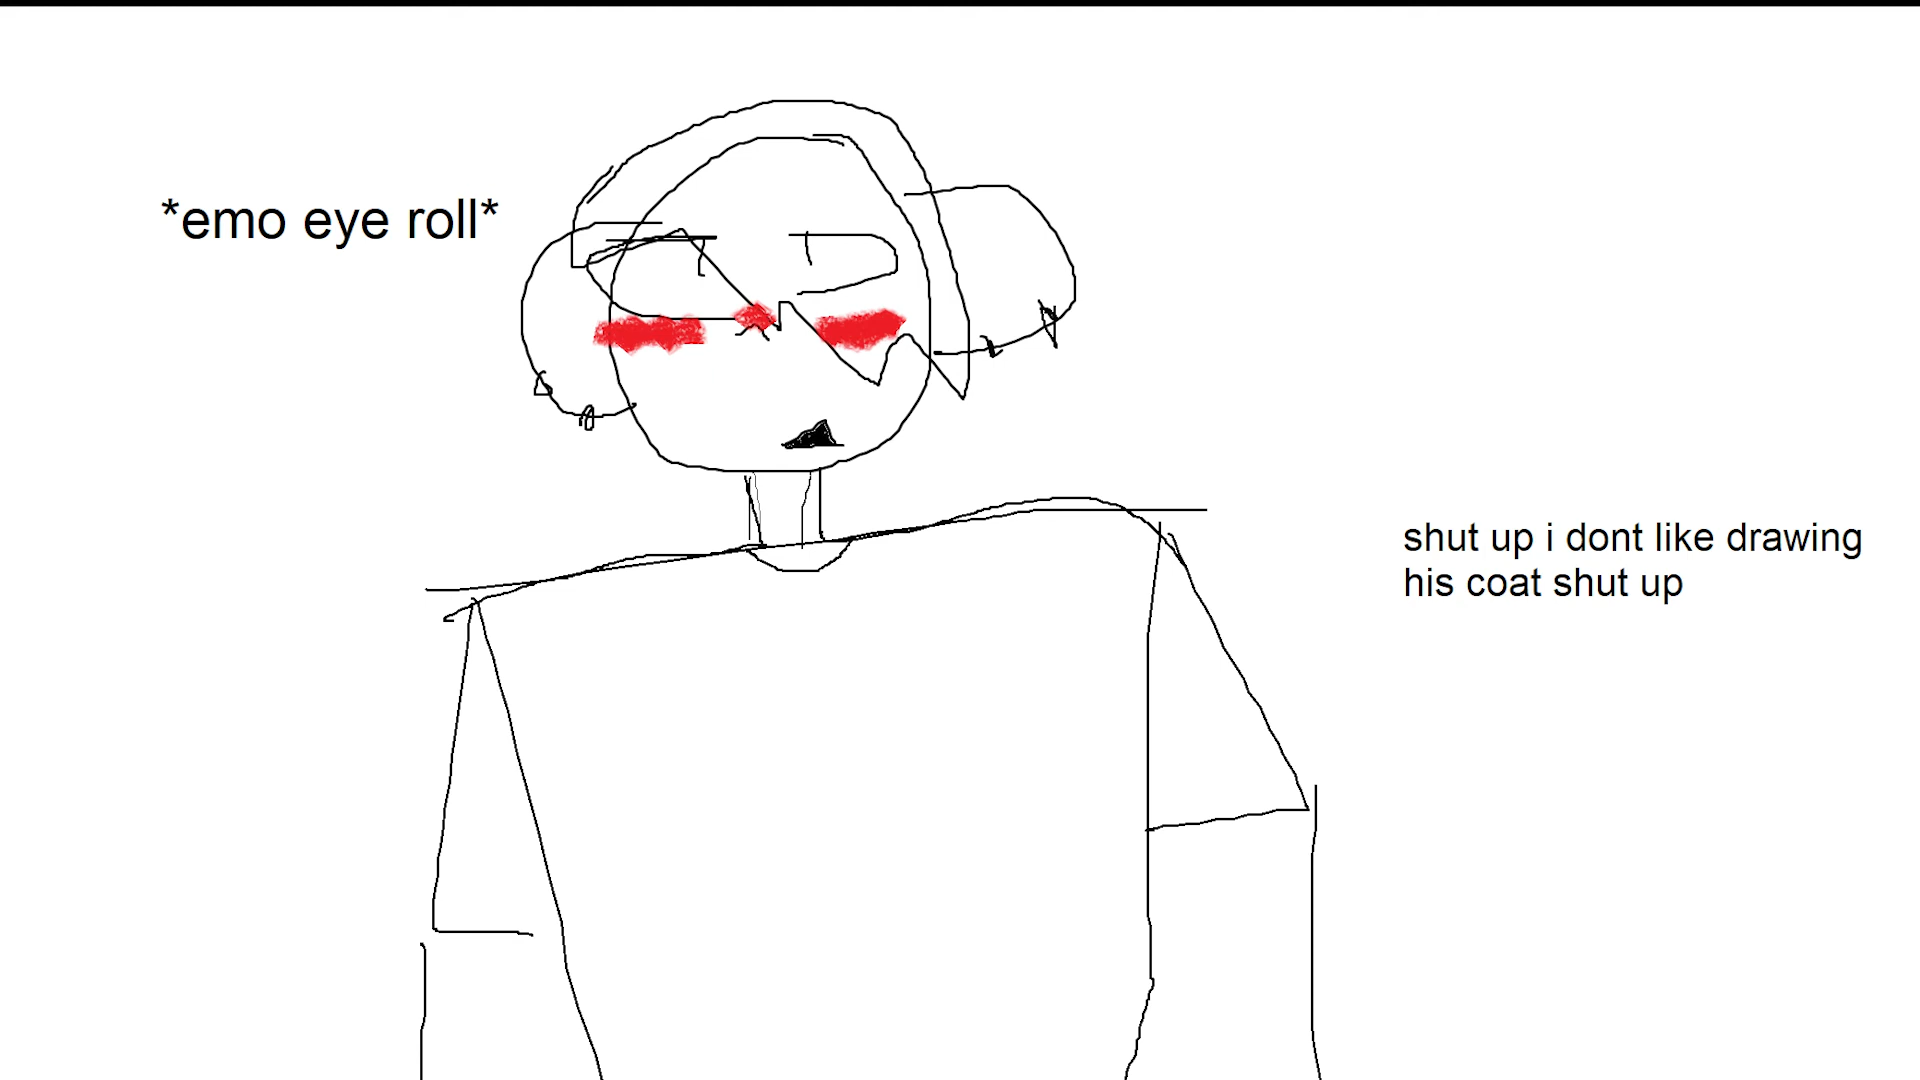 *emo eye roll*
shut up i dont like drawing
his coat shut up